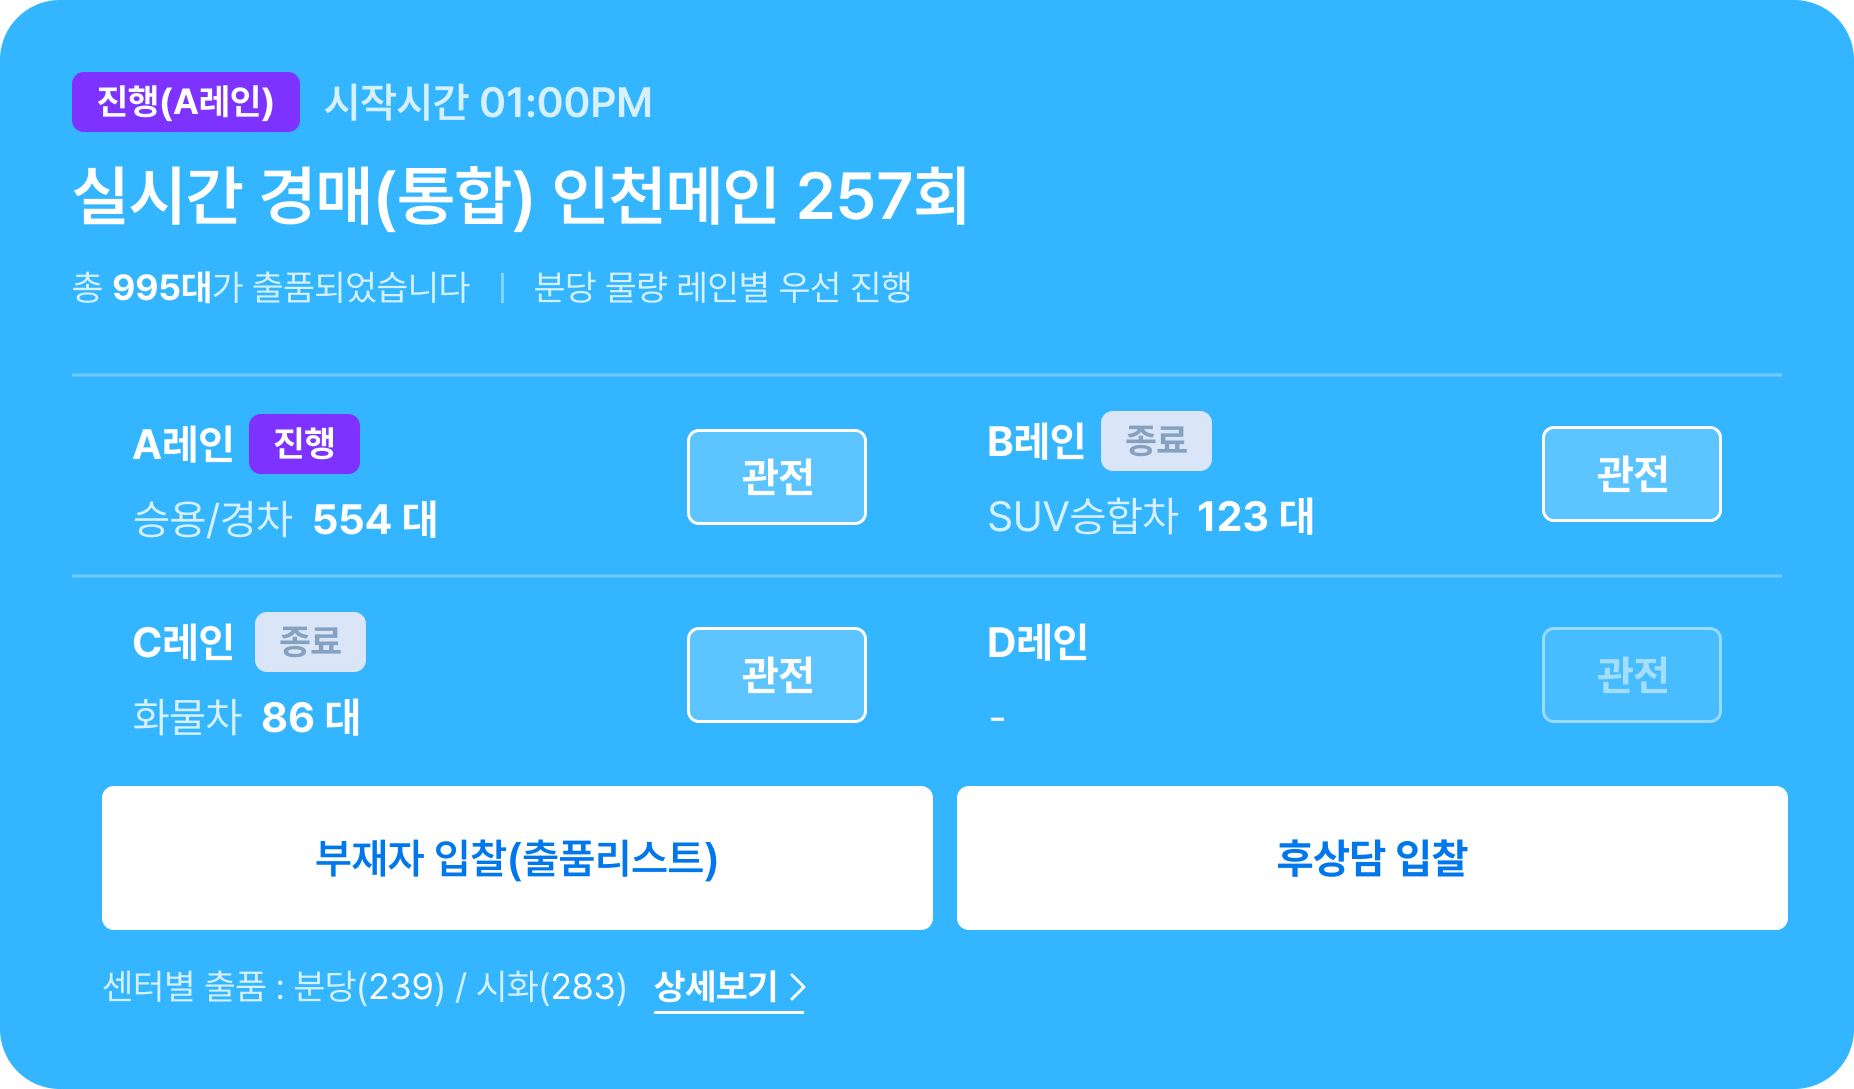 진행(A레인) 시작시간 01:00PM
실시간 경매(통합) 인천메인 257회
총 995대가 출품되었습니다 | 분당 물량 레인별 우선 진행
A레인 진행
승용/경차 554 대
관전
B레인 종료
SUV승합차 123 대
관전
C레인 종료
화물차 86 대
관전
D레인
-
관전
부재자 입찰(출품리스트)
후상담 입찰
센터별 출품 : 분당(239) / 시화(283) 상세보기 >